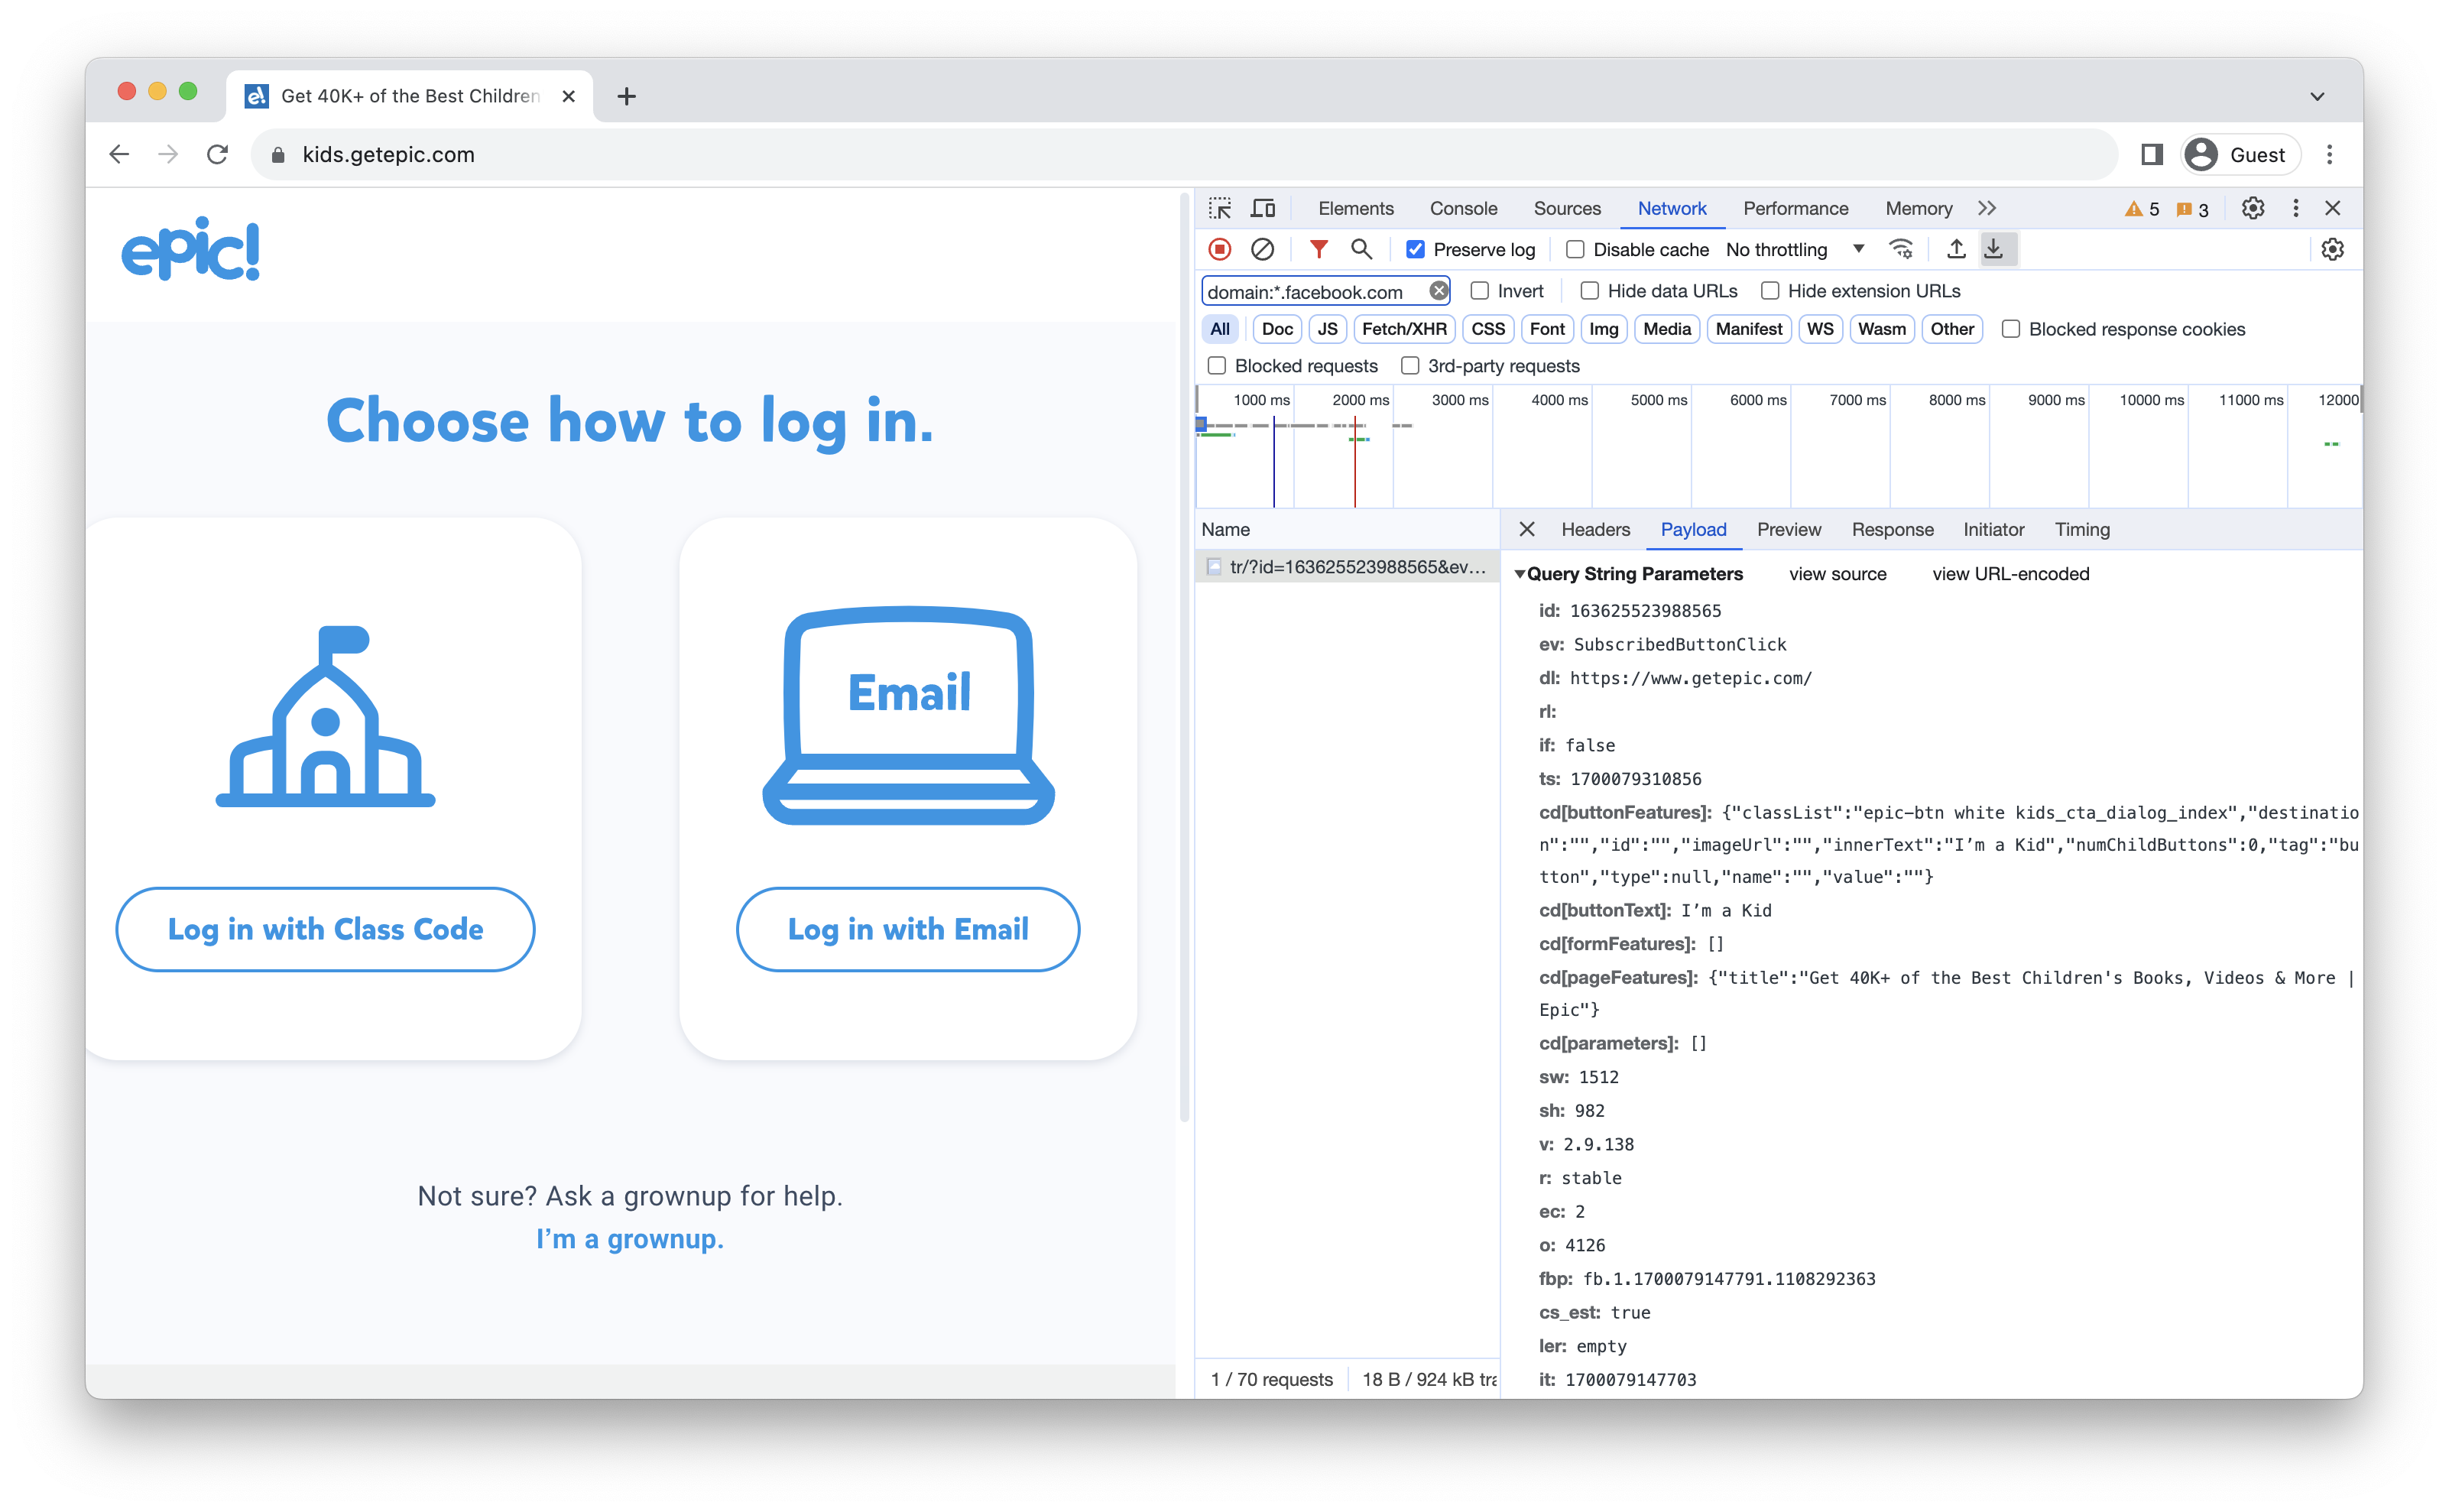 Get 40K+ of the Best Children
kids.getepic.com
Guest
epic!
Choose how to log in.
Email
Log in with Class Code
Log in with Email
Not sure? Ask a grownup for help.
I’m a grownup.
Elements Console Sources Network Performance Memory
5 3
Preserve log Disable cache No throttling
domain:*.facebook.com Invert Hide data URLs Hide extension URLs
All Doc JS Fetch/XHR CSS Font Img Media Manifest WS Wasm Other Blocked response cookies
Blocked requests 3rd-party requests
1000 ms 2000 ms 3000 ms 4000 ms 5000 ms 6000 ms 7000 ms 8000 ms 9000 ms 10000 ms 11000 ms 12000
Name
tr/?id=163625523988565&ev…
1 / 70 requests 18 B / 924 kB tra
Headers Payload Preview Response Initiator Timing
Query String Parameters view source view URL-encoded
id: 163625523988565
ev: SubscribedButtonClick
dl: https://www.getepic.com/
rl:
if: false
ts: 1700079310856
cd[buttonFeatures]: {"classList":"epic-btn white kids_cta_dialog_index","destinatio
n":"","id":"","imageUrl":"","innerText":"I’m a Kid","numChildButtons":0,"tag":"bu
tton","type":null,"name":"","value":""}
cd[buttonText]: I’m a Kid
cd[formFeatures]: []
cd[pageFeatures]: {"title":"Get 40K+ of the Best Children's Books, Videos & More |
Epic"}
cd[parameters]: []
sw: 1512
sh: 982
v: 2.9.138
r: stable
ec: 2
o: 4126
fbp: fb.1.1700079147791.1108292363
cs_est: true
ler: empty
it: 1700079147703